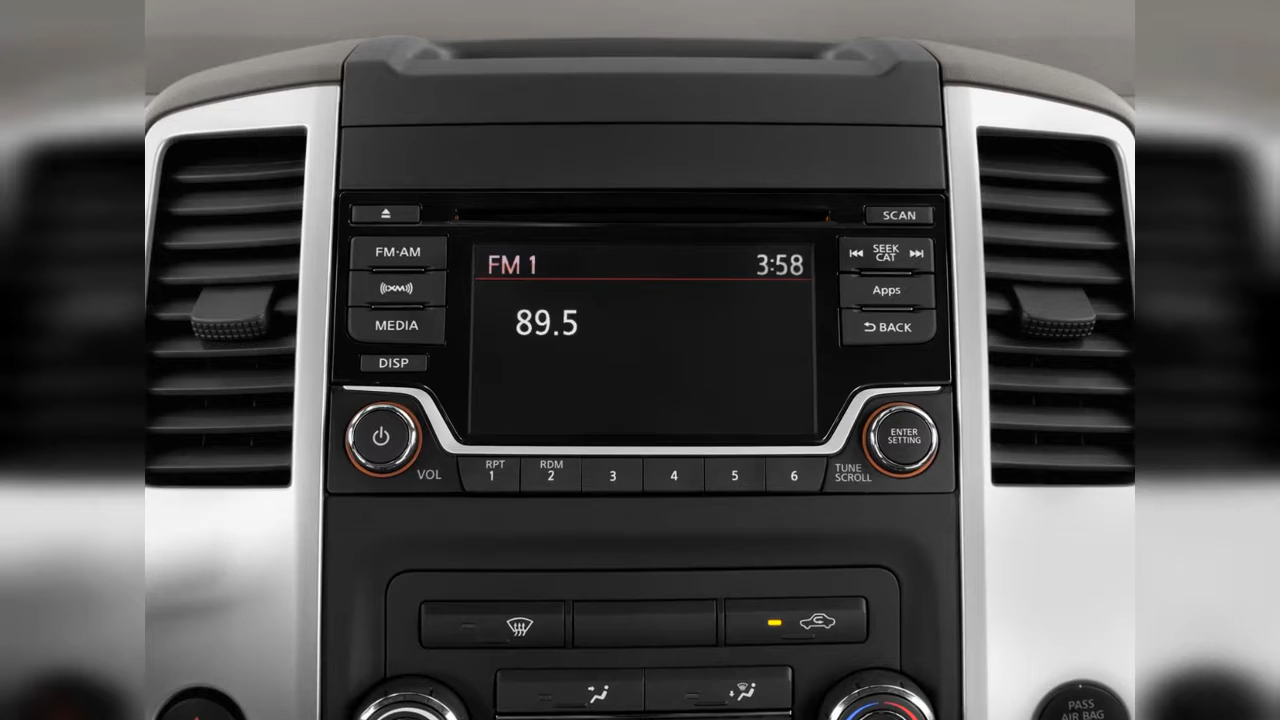 SCAN
FM·AM
SEEK
CAT
FM 1 3:58
((XM))
Apps
89.5
MEDIA
BACK
DISP
ENTER
SETTING
VOL
RPT
1
RDM
2
3
4
5
6
TUNE
SCROLL
PASS
AIR BAG